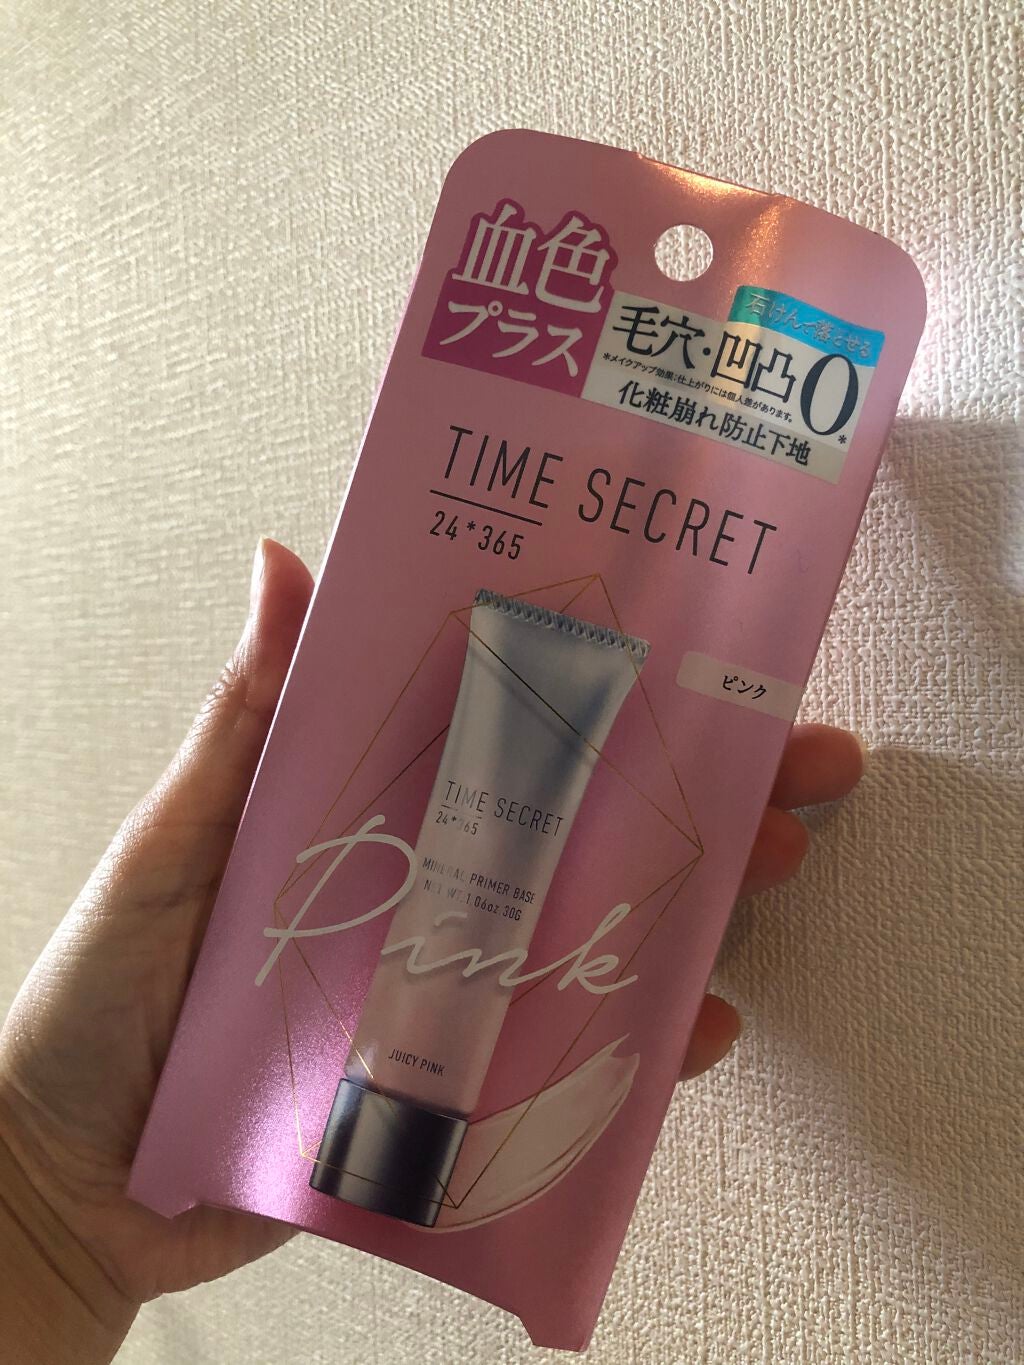 血色
プラス
石けんで落とせる
毛穴・凹凸0*
*メイクアップ効果:仕上がりには個人差があります。
化粧崩れ防止下地
TIME SECRET
24*365
ピンク
TIME SECRET
24*365
MINERAL PRIMER BASE
NET WT.1.06oz.30G
Pink
JUICY PINK